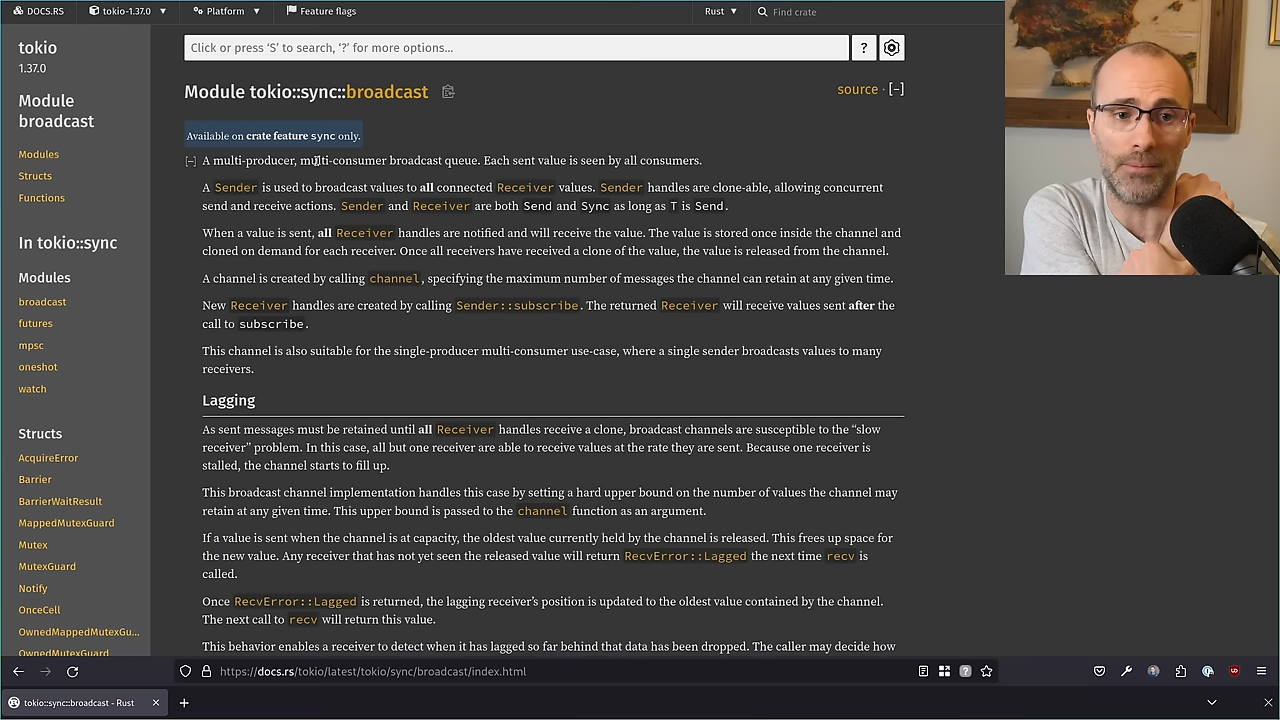 DOCS.RS
tokio-1.37.0
Platform
Feature flags
Rust
Find crate
tokio
1.37.0
Module
broadcast
Modules
Structs
Functions
In tokio::sync
Modules
broadcast
futures
mpsc
oneshot
watch
Structs
AcquireError
Barrier
BarrierWaitResult
MappedMutexGuard
Mutex
MutexGuard
Notify
OnceCell
OwnedMappedMutexGu...
OwnedMutexGuard
Click or press ‘S’ to search, ‘?’ for more options...
?
Module tokio::sync::broadcast
source · [−]
Available on crate feature sync only.
[−] A multi-producer, multi-consumer broadcast queue. Each sent value is seen by all consumers.
A Sender is used to broadcast values to all connected Receiver values. Sender handles are clone-able, allowing concurrent
send and receive actions. Sender and Receiver are both Send and Sync as long as T is Send.
When a value is sent, all Receiver handles are notified and will receive the value. The value is stored once inside the channel and
cloned on demand for each receiver. Once all receivers have received a clone of the value, the value is released from the channel.
A channel is created by calling channel, specifying the maximum number of messages the channel can retain at any given time.
New Receiver handles are created by calling Sender::subscribe. The returned Receiver will receive values sent after the
call to subscribe.
This channel is also suitable for the single-producer multi-consumer use-case, where a single sender broadcasts values to many
receivers.
Lagging
As sent messages must be retained until all Receiver handles receive a clone, broadcast channels are susceptible to the “slow
receiver” problem. In this case, all but one receiver are able to receive values at the rate they are sent. Because one receiver is
stalled, the channel starts to fill up.
This broadcast channel implementation handles this case by setting a hard upper bound on the number of values the channel may
retain at any given time. This upper bound is passed to the channel function as an argument.
If a value is sent when the channel is at capacity, the oldest value currently held by the channel is released. This frees up space for
the new value. Any receiver that has not yet seen the released value will return RecvError::Lagged the next time recv is
called.
Once RecvError::Lagged is returned, the lagging receiver’s position is updated to the oldest value contained by the channel.
The next call to recv will return this value.
This behavior enables a receiver to detect when it has lagged so far behind that data has been dropped. The caller may decide how
https://docs.rs/tokio/latest/tokio/sync/broadcast/index.html
tokio::sync::broadcast - Rust